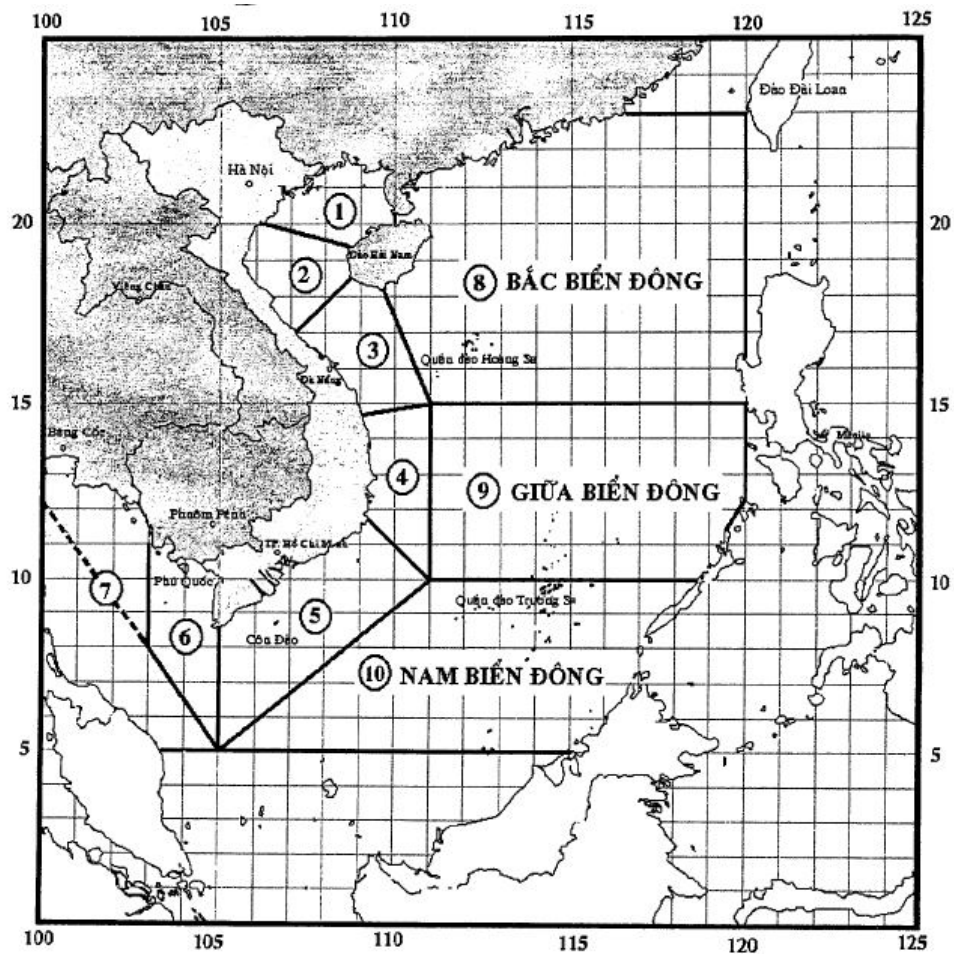 100 105 110 115 120 125
Đảo Đài Loan
Hà Nội
20 ① 20
Đảo Hải Nam
②
⑧ BẮC BIỂN ĐÔNG
Viêng Chăn
③
Quần đảo Hoàng Sa
Đà Nẵng
15 15
Băng Cốc
Manila
④
⑨ GIỮA BIỂN ĐÔNG
Phnôm Pênh
TP. Hồ Chí Minh
10 ⑦ Phú Quốc 10
Quần đảo Trường Sa
⑤
⑥
Côn Đảo
⑩ NAM BIỂN ĐÔNG
5 5
0
100 105 110 115 120 125